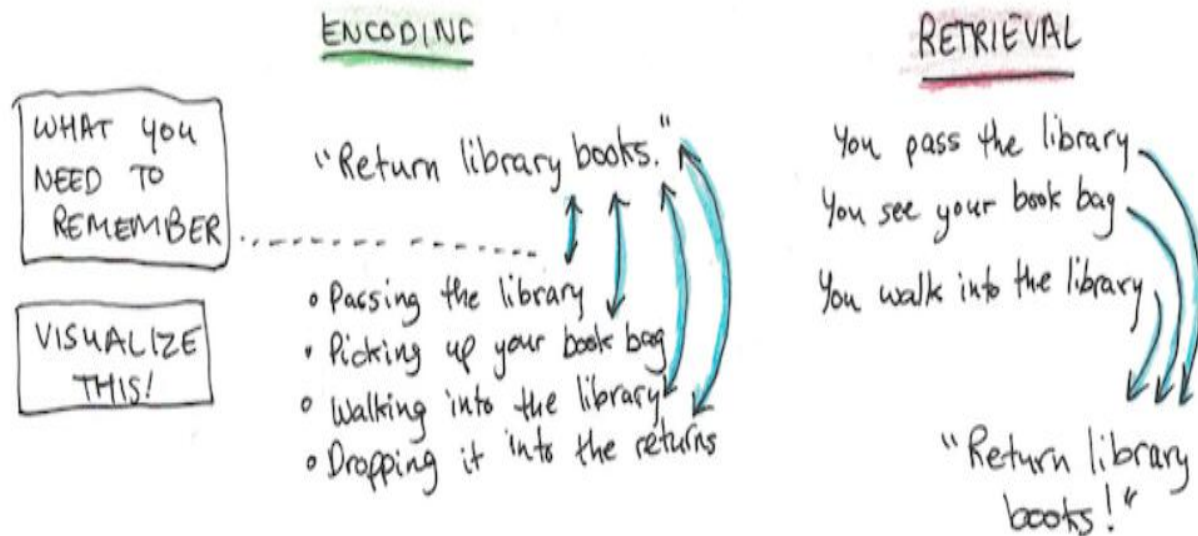 ENCODING
WHAT YOU
NEED TO
REMEMBER
"Return library books."
• Passing the library
• Picking up your book bag
• Walking into the library
• Dropping it into the returns
VISUALIZE
THIS!
RETRIEVAL
You pass the library
You see your book bag
You walk into the library
"Return library
books!"